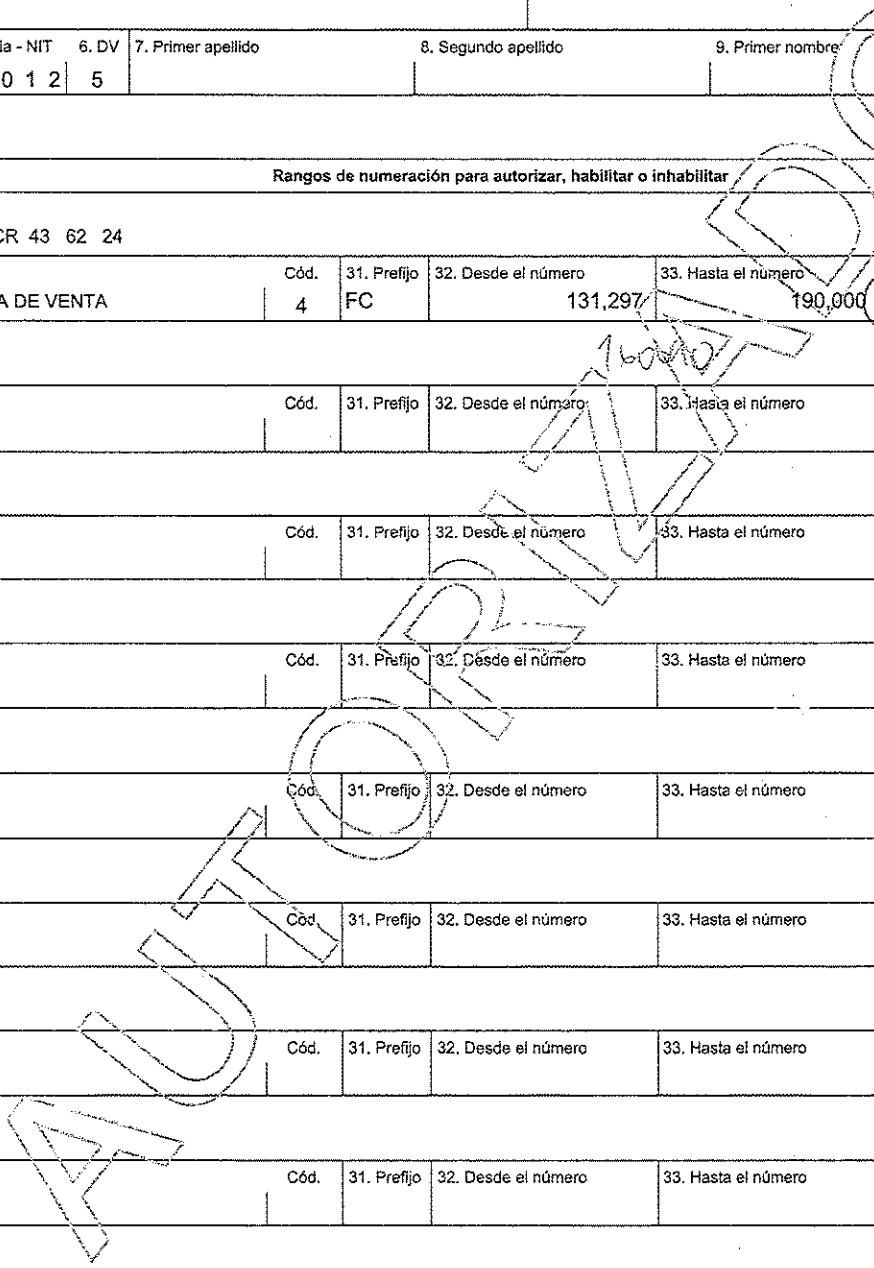 ía - NIT 6. DV 7. Primer apellido 8. Segundo apellido 9. Primer nombre
0 1 2 5
Rangos de numeración para autorizar, habilitar o inhabilitar
CR 43 62 24
Cód. 31. Prefijo 32. Desde el número 33. Hasta el número
A DE VENTA 4 FC 131,297 190,000
Cód. 31. Prefijo 32. Desde el número 33. Hasta el número
Cód. 31. Prefijo 32. Desde el número 33. Hasta el número
Cód. 31. Prefijo 32. Desde el número 33. Hasta el número
Cód. 31. Prefijo 32. Desde el número 33. Hasta el número
Cód. 31. Prefijo 32. Desde el número 33. Hasta el número
Cód. 31. Prefijo 32. Desde el número 33. Hasta el número
Cód. 31. Prefijo 32. Desde el número 33. Hasta el número
AUTORIZADO